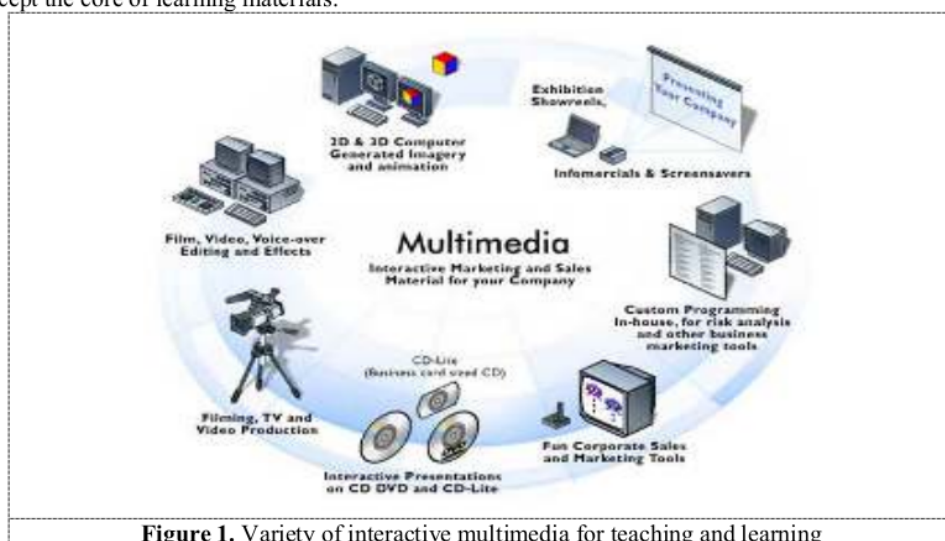 cept the core of learning materials.
2D & 3D Computer
Generated Imagery
and animation
Exhibition
Showreels,
Presenting
Your Company
Infomercials & Screensavers
Film, Video, Voice-over
Editing and Effects
Multimedia
Interactive Marketing and Sales
Material for your Company
Custom Programming
In-house, for risk analysis
and other business
marketing tools
CD-Lite
(Business card sized CD)
Filming, TV and
Video Production
Fun Corporate Sales
and Marketing Tools
Interactive Presentations
on CD DVD and CD-Lite
Figure 1. Variety of interactive multimedia for teaching and learning